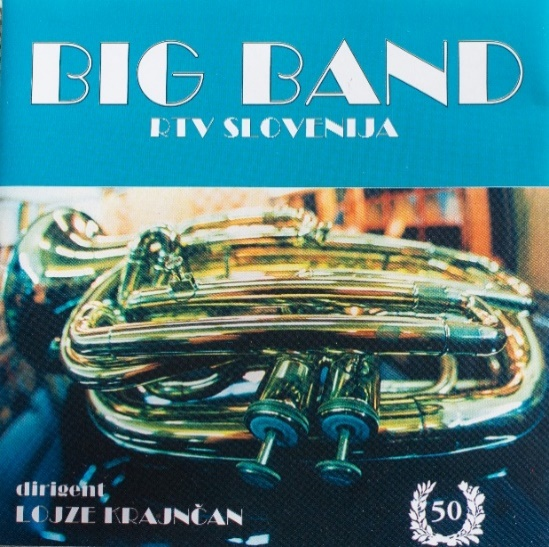 BIG BAND
RTV SLOVENIJA
dirigent
LOJZE KRAJNČAN
50